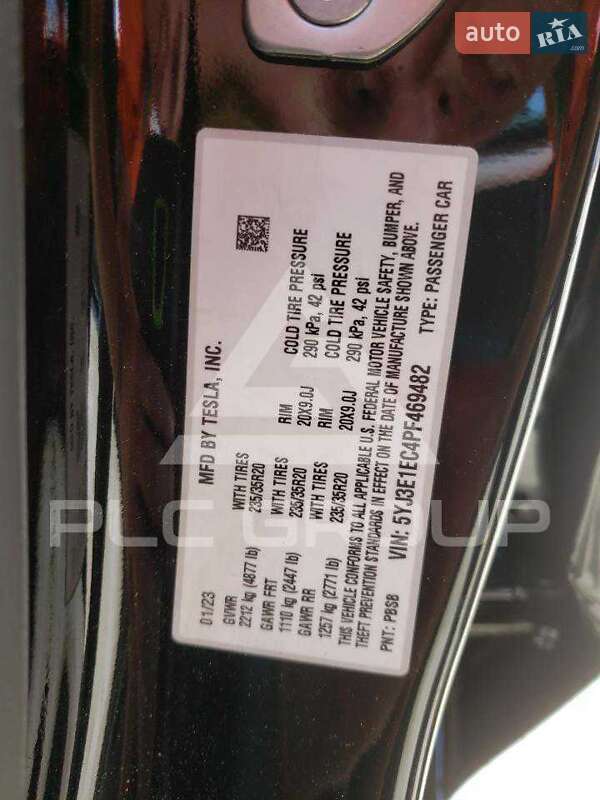 auto RIA
.com
MFD BY TESLA, INC.
01/23
GVWR WITH TIRES RIM COLD TIRE PRESSURE
2212 kg (4877 lb) 235/35R20 20X9.0J 290 kPa, 42 psi
GAWR FRT WITH TIRES RIM COLD TIRE PRESSURE
1110 kg (2447 lb) 235/35R20 20X9.0J 290 kPa, 42 psi
GAWR RR WITH TIRES
1257 kg (2771 lb) 235/35R20
THIS VEHICLE CONFORMS TO ALL APPLICABLE U.S. FEDERAL MOTOR VEHICLE SAFETY, BUMPER, AND
THEFT PREVENTION STANDARDS IN EFFECT ON THE DATE OF MANUFACTURE SHOWN ABOVE.
PNT: PBSB VIN: 5YJ3E1EC4PF469482 TYPE: PASSENGER CAR
PLC GROUP